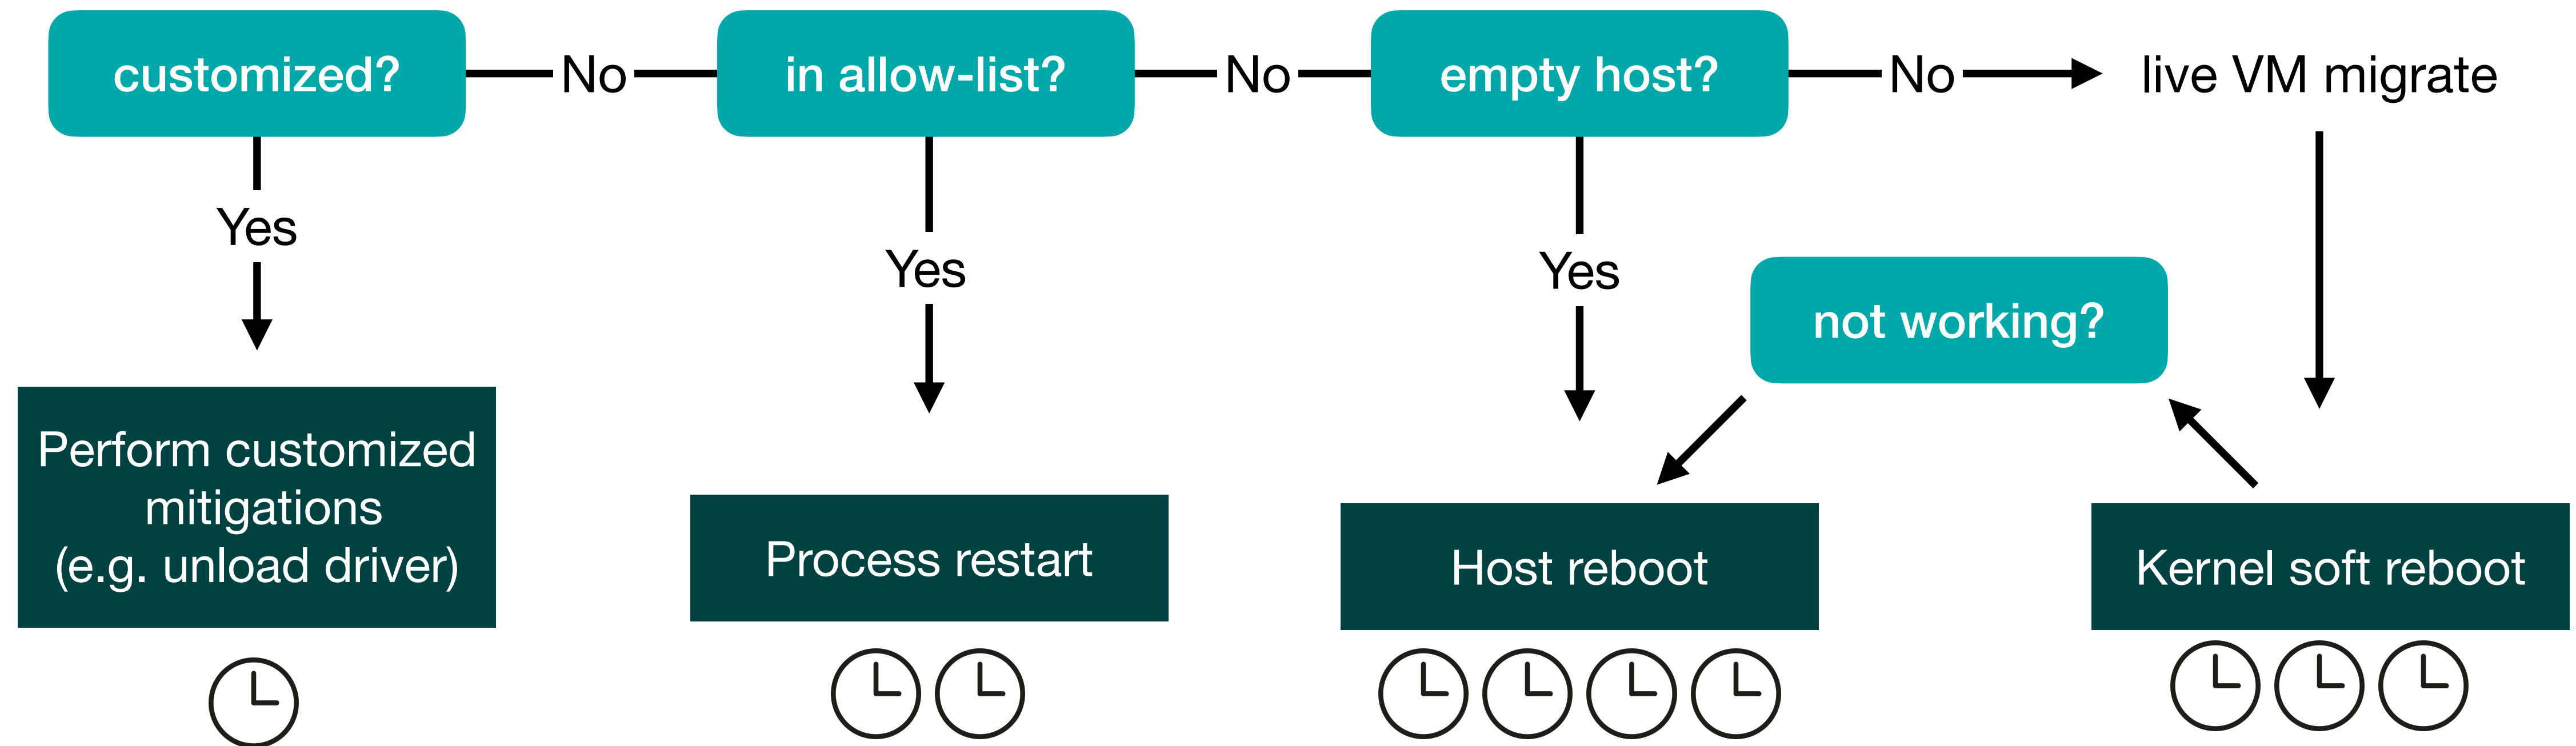 customized?
No
in allow-list?
No
empty host?
No
live VM migrate
Yes
Yes
Yes
not working?
Perform customized
mitigations
(e.g. unload driver)
Process restart
Host reboot
Kernel soft reboot